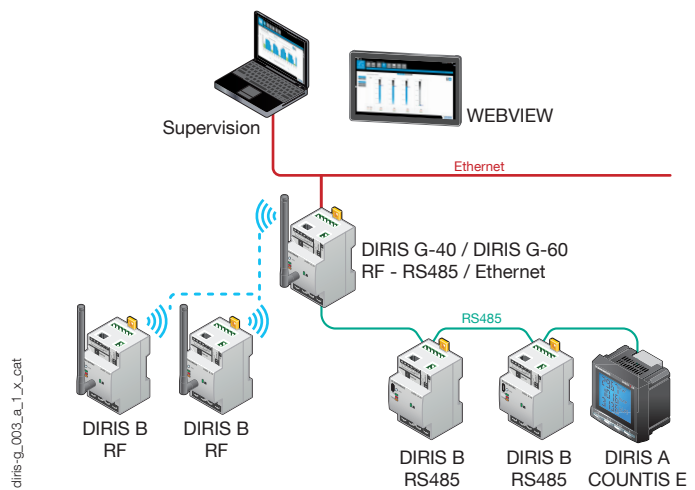 Supervision
WEBVIEW
Ethernet
DIRIS G-40 / DIRIS G-60
RF - RS485 / Ethernet
RS485
DIRIS B
RF
DIRIS B
RF
DIRIS B
RS485
DIRIS B
RS485
DIRIS A
COUNTIS E
diris-g_003_a_1_x_cat